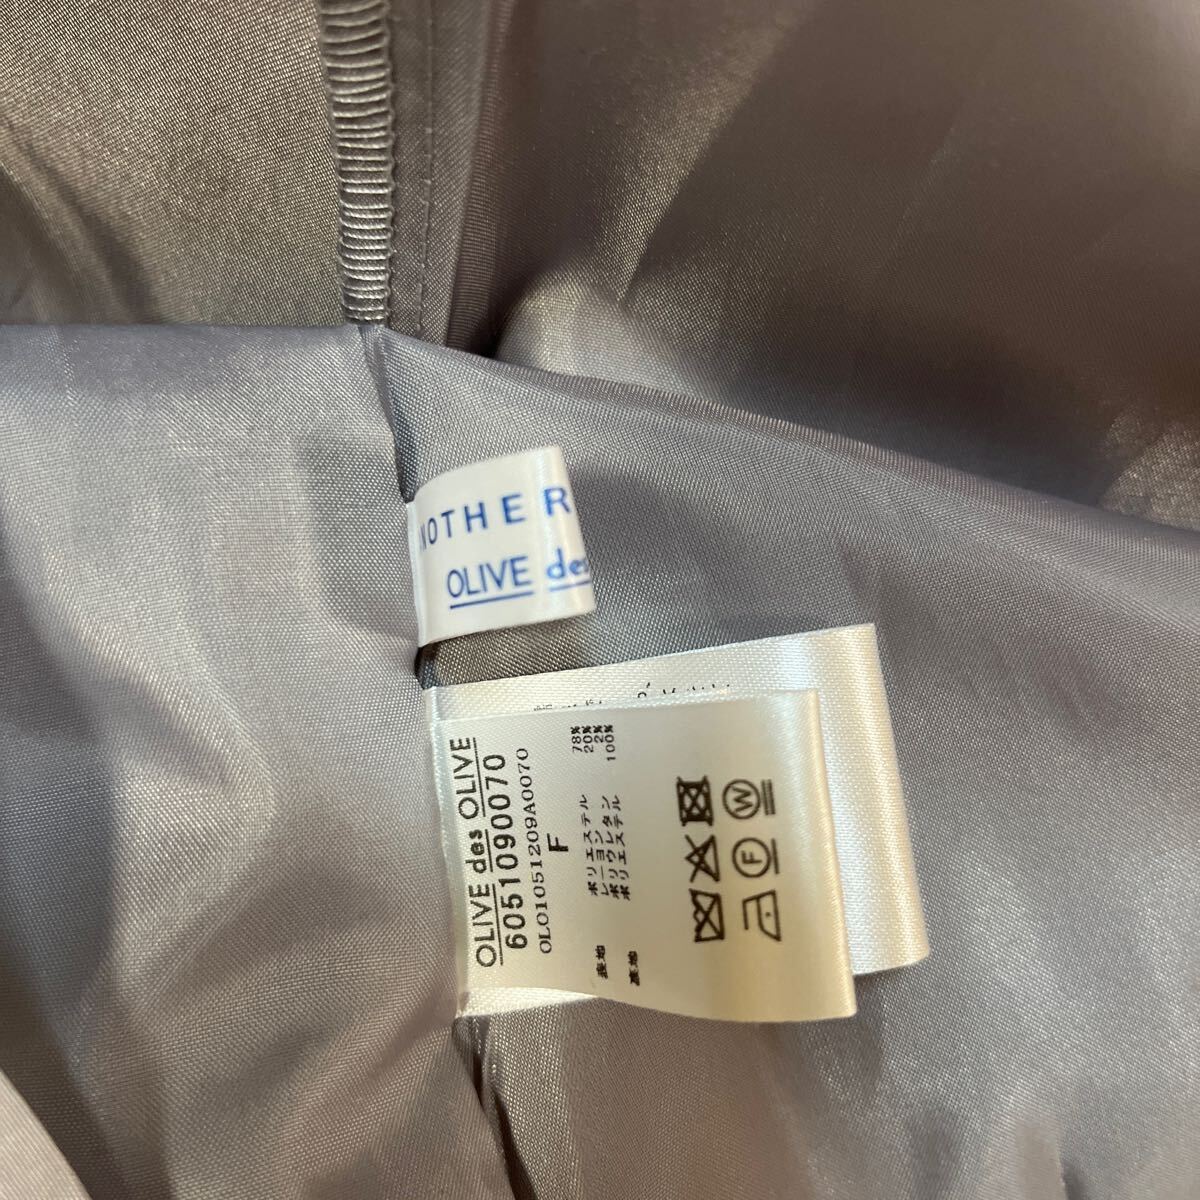 NOTHER
OLIVE des
OLIVE des OLIVE
6051090070
OL01051209A0070
F
表地 ポリエステル 78%
レーヨン 20%
ポリウレタン 2%
裏地 ポリエステル 100%
W
F